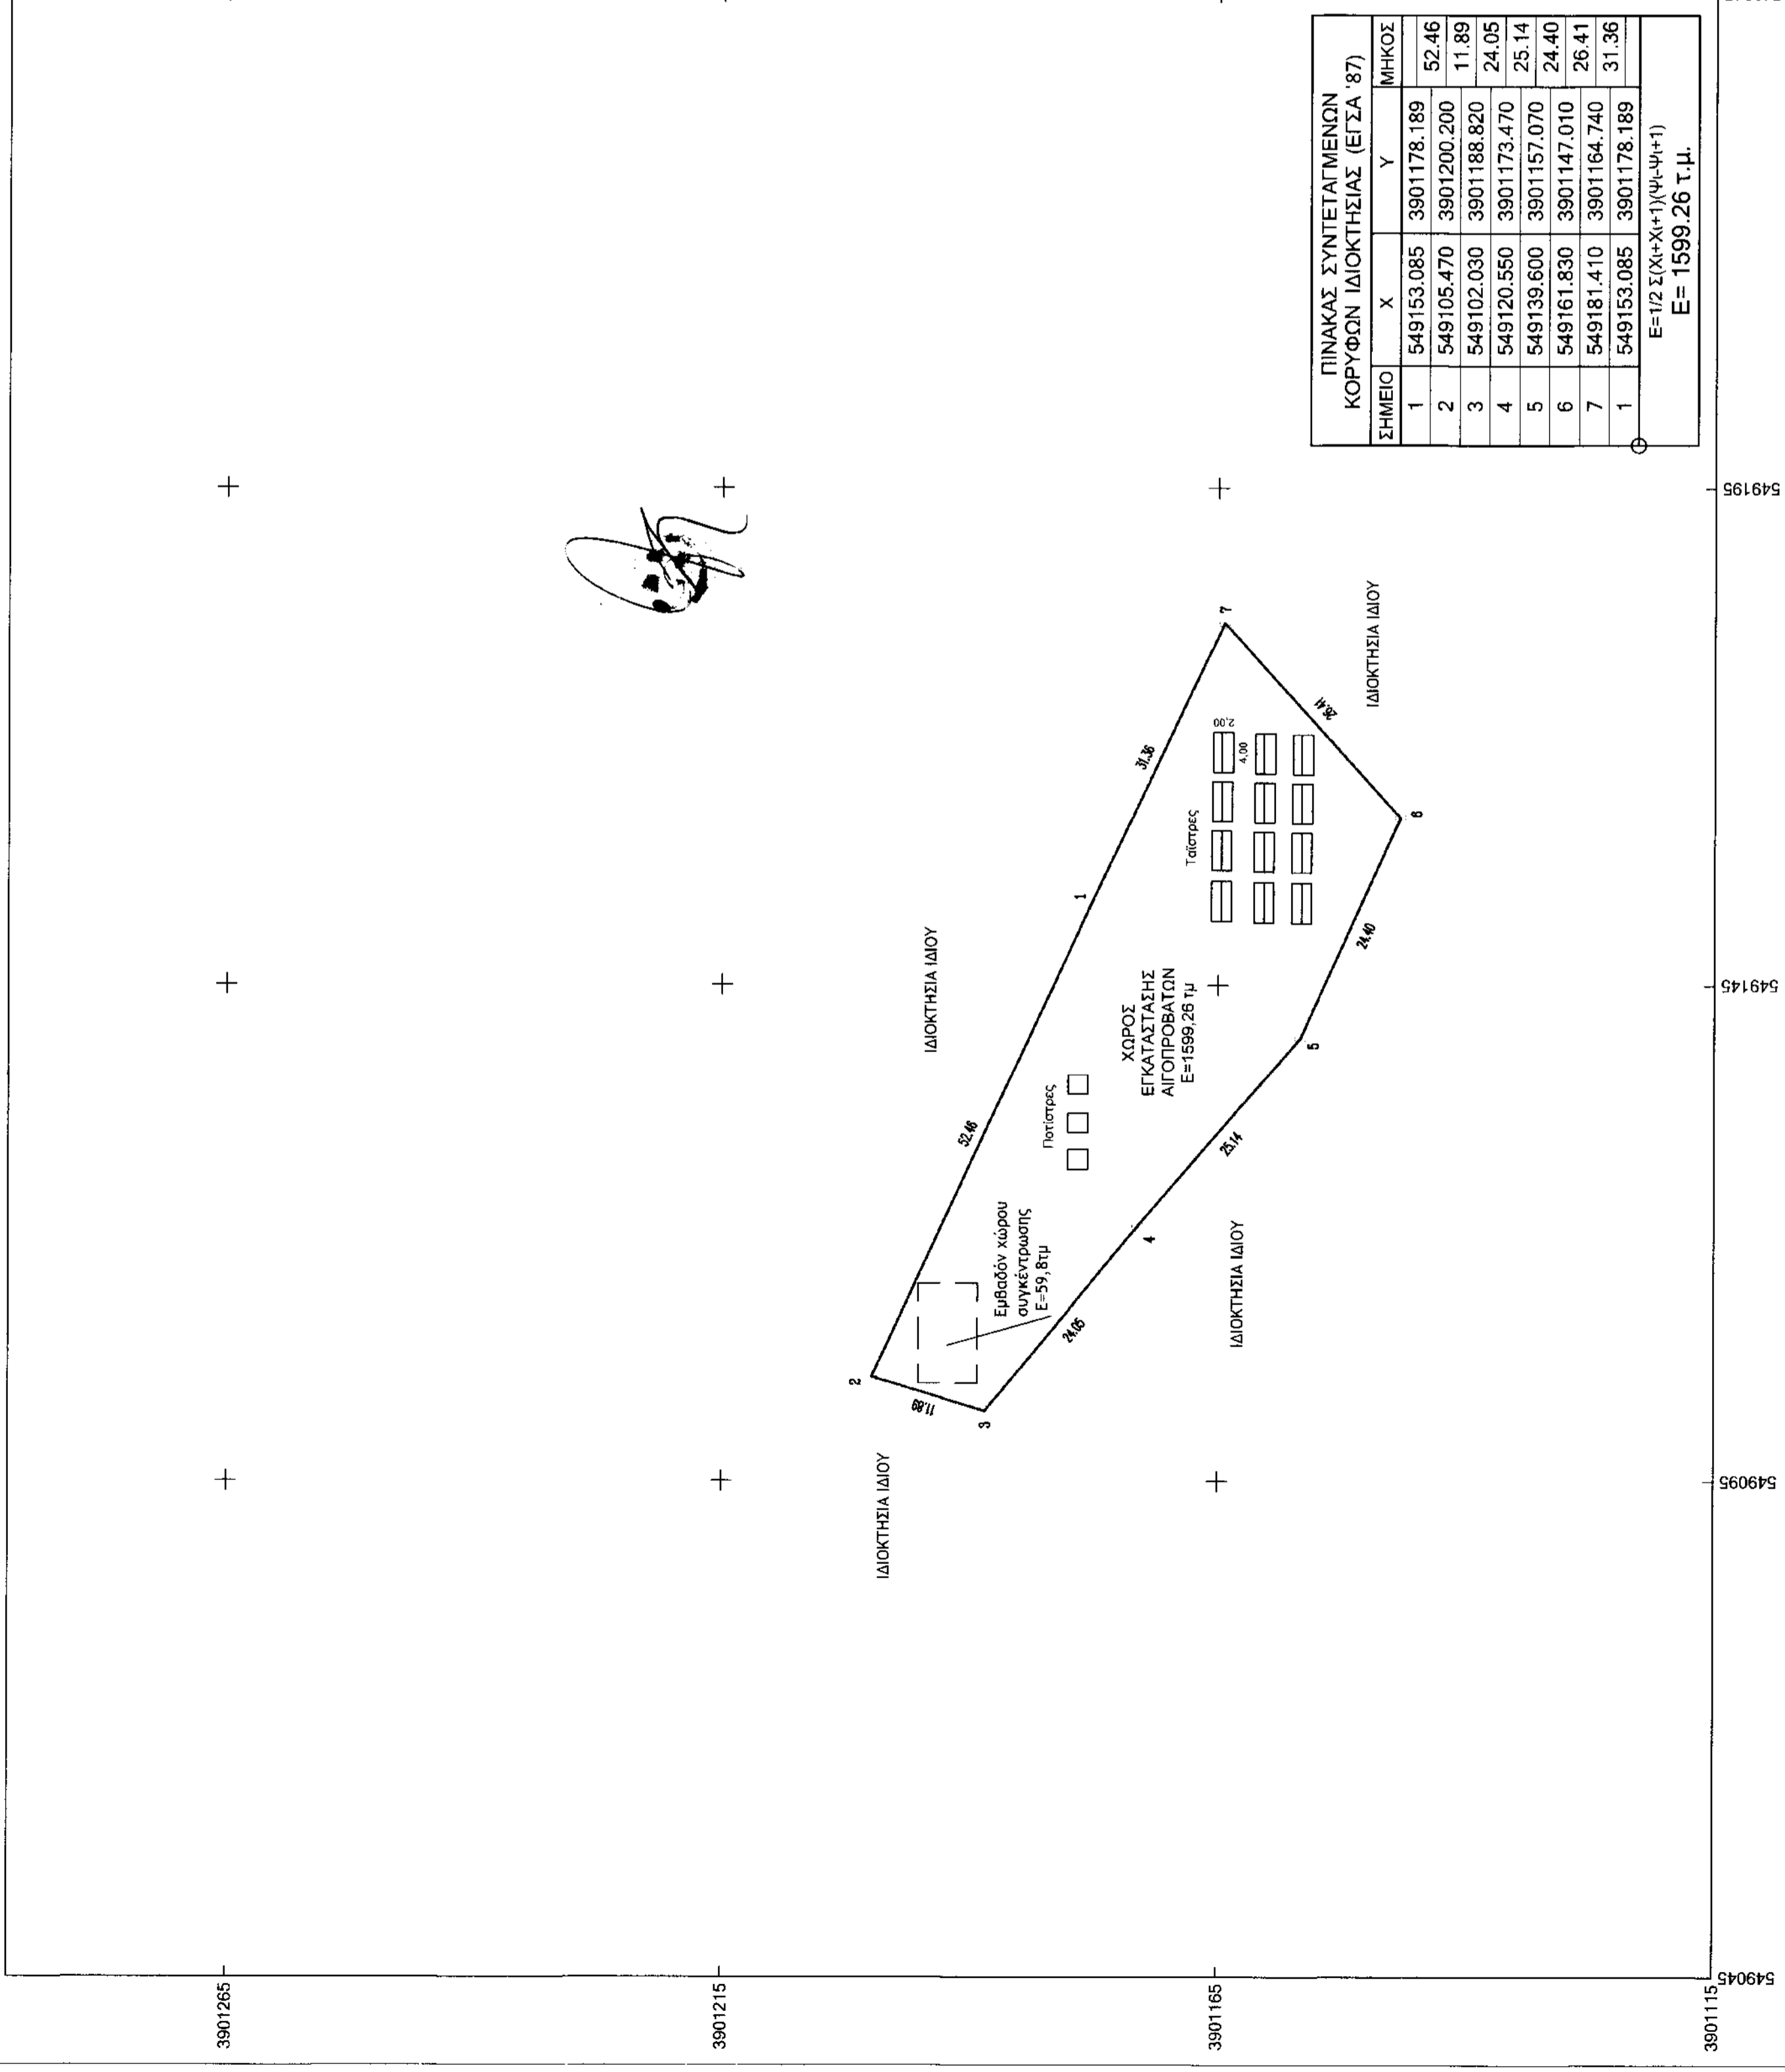 3901265
3901215
3901165
3901115
549045
549095
549145
549195
ΙΔΙΟΚΤΗΣΙΑ ΙΔΙΟΥ
ΙΔΙΟΚΤΗΣΙΑ ΙΔΙΟΥ
ΙΔΙΟΚΤΗΣΙΑ ΙΔΙΟΥ
ΙΔΙΟΚΤΗΣΙΑ ΙΔΙΟΥ
2
11.89
3
52.46
24.05
4
25.14
5
1
24.40
6
31.36
26.41
7
Εμβαδόν χώρου
συγκέντρωσης
Ε=59,8τμ
Ποτίστρες
ΧΩΡΟΣ
ΕΓΚΑΤΑΣΤΑΣΗΣ
ΑΙΓΟΠΡΟΒΑΤΩΝ
Ε=1599,26 τμ
Ταΐστρες
2,00
4,00
ΠΙΝΑΚΑΣ ΣΥΝΤΕΤΑΓΜΕΝΩΝ
ΚΟΡΥΦΩΝ ΙΔΙΟΚΤΗΣΙΑΣ (ΕΓΣΑ '87)
ΣΗΜΕΙΟ X Y ΜΗΚΟΣ
1 549153.085 3901178.189
52.46
2 549105.470 3901200.200
11.89
3 549102.030 3901188.820
24.05
4 549120.550 3901173.470
25.14
5 549139.600 3901157.070
24.40
6 549161.830 3901147.010
26.41
7 549181.410 3901164.740
31.36
1 549153.085 3901178.189
E=1/2 Σ(Χι+Χι+1)(Ψι-Ψι+1)
E= 1599.26 τ.μ.